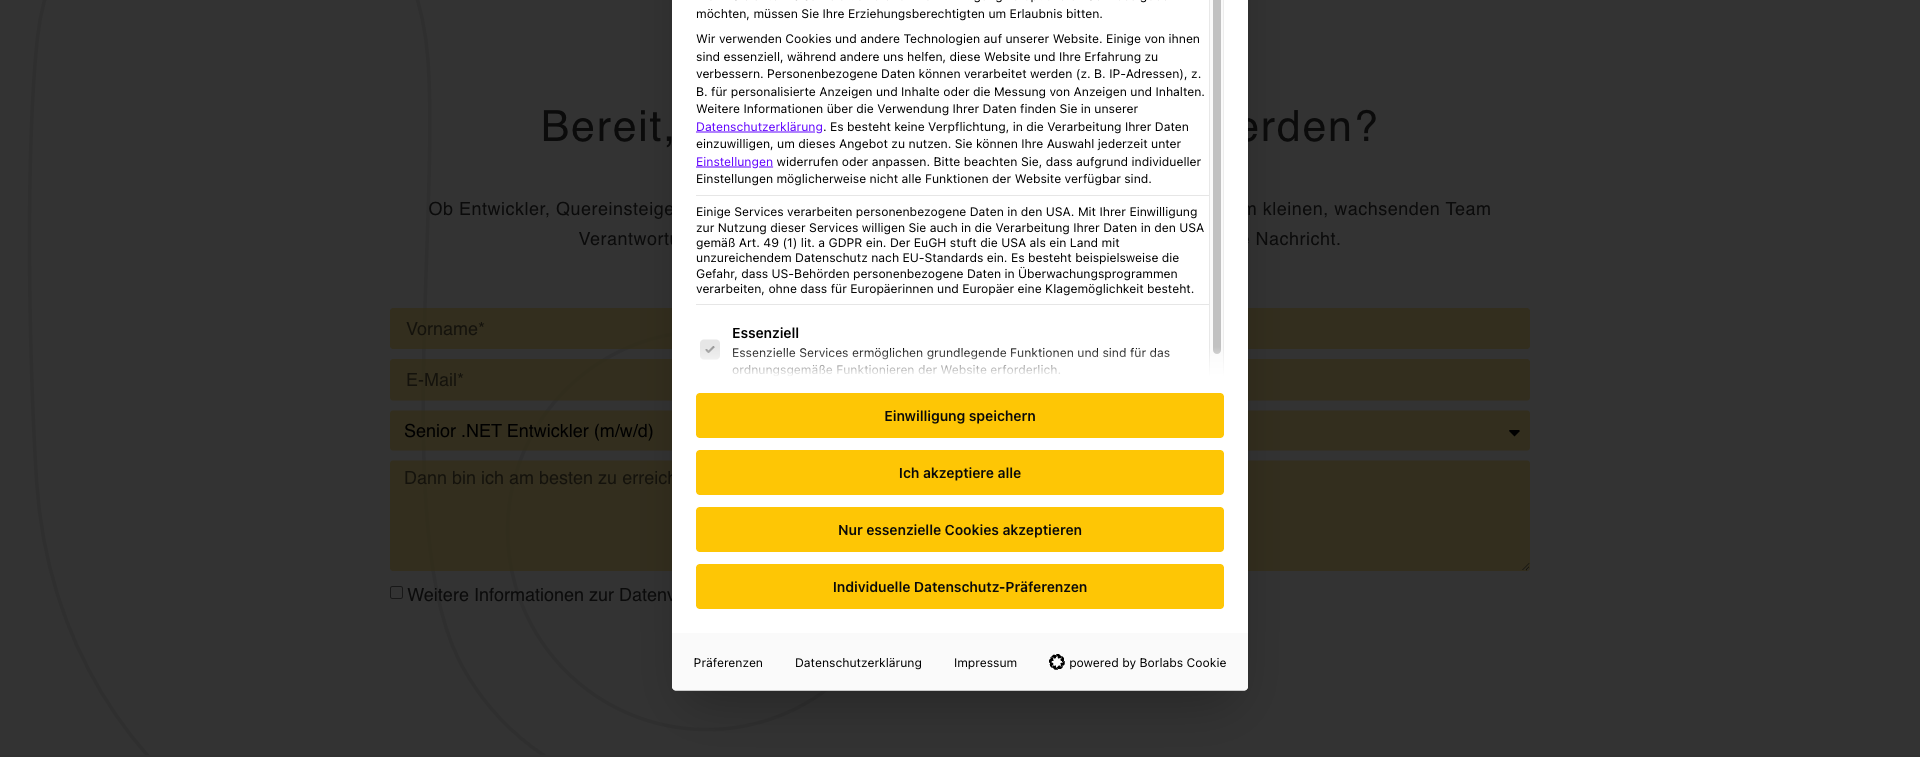 möchten, müssen Sie Ihre Erziehungsberechtigten um Erlaubnis bitten.
Wir verwenden Cookies und andere Technologien auf unserer Website. Einige von ihnen
sind essenziell, während andere uns helfen, diese Website und Ihre Erfahrung zu
verbessern. Personenbezogene Daten können verarbeitet werden (z. B. IP-Adressen), z.
B. für personalisierte Anzeigen und Inhalte oder die Messung von Anzeigen und Inhalten.
Weitere Informationen über die Verwendung Ihrer Daten finden Sie in unserer
Datenschutzerklärung. Es besteht keine Verpflichtung, in die Verarbeitung Ihrer Daten
einzuwilligen, um dieses Angebot zu nutzen. Sie können Ihre Auswahl jederzeit unter
Einstellungen widerrufen oder anpassen. Bitte beachten Sie, dass aufgrund individueller
Einstellungen möglicherweise nicht alle Funktionen der Website verfügbar sind.
Einige Services verarbeiten personenbezogene Daten in den USA. Mit Ihrer Einwilligung
zur Nutzung dieser Services willigen Sie auch in die Verarbeitung Ihrer Daten in den USA
gemäß Art. 49 (1) lit. a GDPR ein. Der EuGH stuft die USA als ein Land mit
unzureichendem Datenschutz nach EU-Standards ein. Es besteht beispielsweise die
Gefahr, dass US-Behörden personenbezogene Daten in Überwachungsprogrammen
verarbeiten, ohne dass für Europäerinnen und Europäer eine Klagemöglichkeit besteht.
Essenziell
Essenzielle Services ermöglichen grundlegende Funktionen und sind für das
ordnungsgemäße Funktionieren der Website erforderlich.
Einwilligung speichern
Ich akzeptiere alle
Nur essenzielle Cookies akzeptieren
Individuelle Datenschutz-Präferenzen
Präferenzen
Datenschutzerklärung
Impressum
powered by Borlabs Cookie
Bereit, erden?
Ob Entwickler, Quereinsteige kleinen, wachsenden Team
Verantwort Nachricht.
Vorname*
E-Mail*
Senior .NET Entwickler (m/w/d)
Dann bin ich am besten zu erreich
Weitere Informationen zur Daten